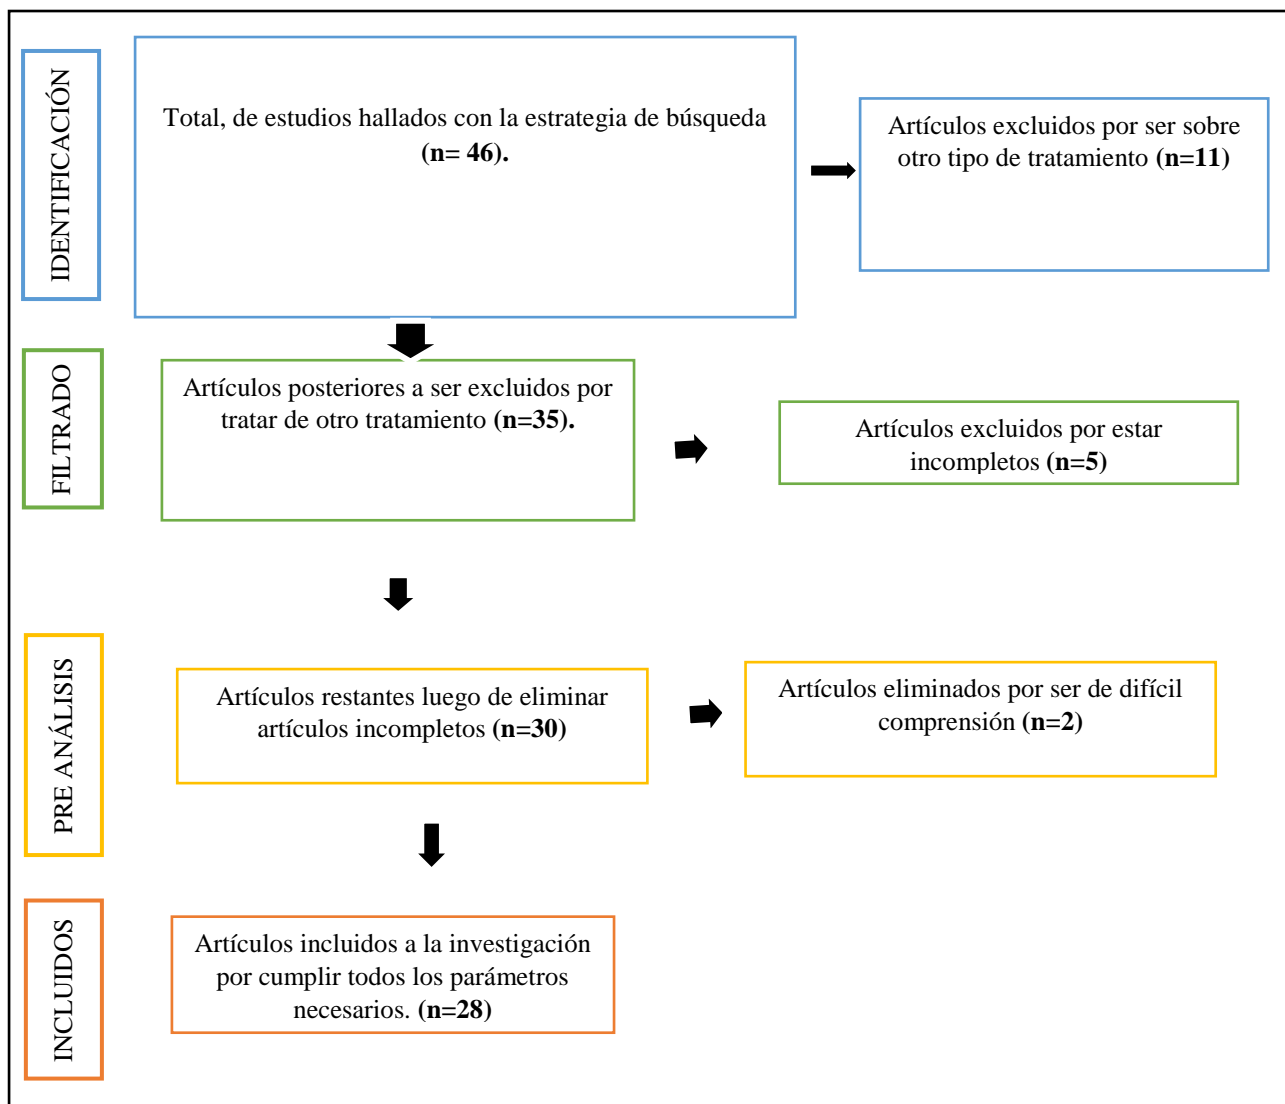 IDENTIFICACIÓN
Total, de estudios hallados con la estrategia de búsqueda
(n= 46).
Artículos excluidos por ser sobre
otro tipo de tratamiento (n=11)
FILTRADO
Artículos posteriores a ser excluidos por
tratar de otro tratamiento (n=35).
Artículos excluidos por estar
incompletos (n=5)
PRE ANÁLISIS
Artículos restantes luego de eliminar
artículos incompletos (n=30)
Artículos eliminados por ser de difícil
comprensión (n=2)
INCLUIDOS
Artículos incluidos a la investigación
por cumplir todos los parámetros
necesarios. (n=28)